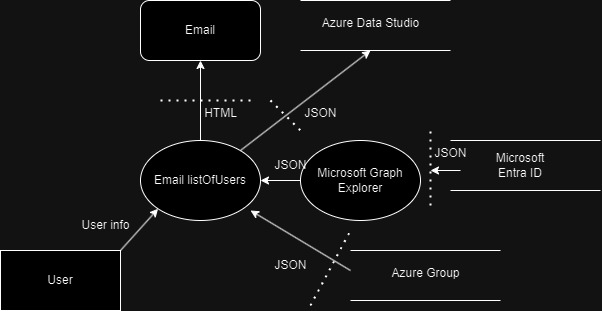 Email
Azure Data Studio
HTML
JSON
Email listOfUsers
JSON
Microsoft Graph
Explorer
JSON
Microsoft
Entra ID
User info
User
JSON
Azure Group